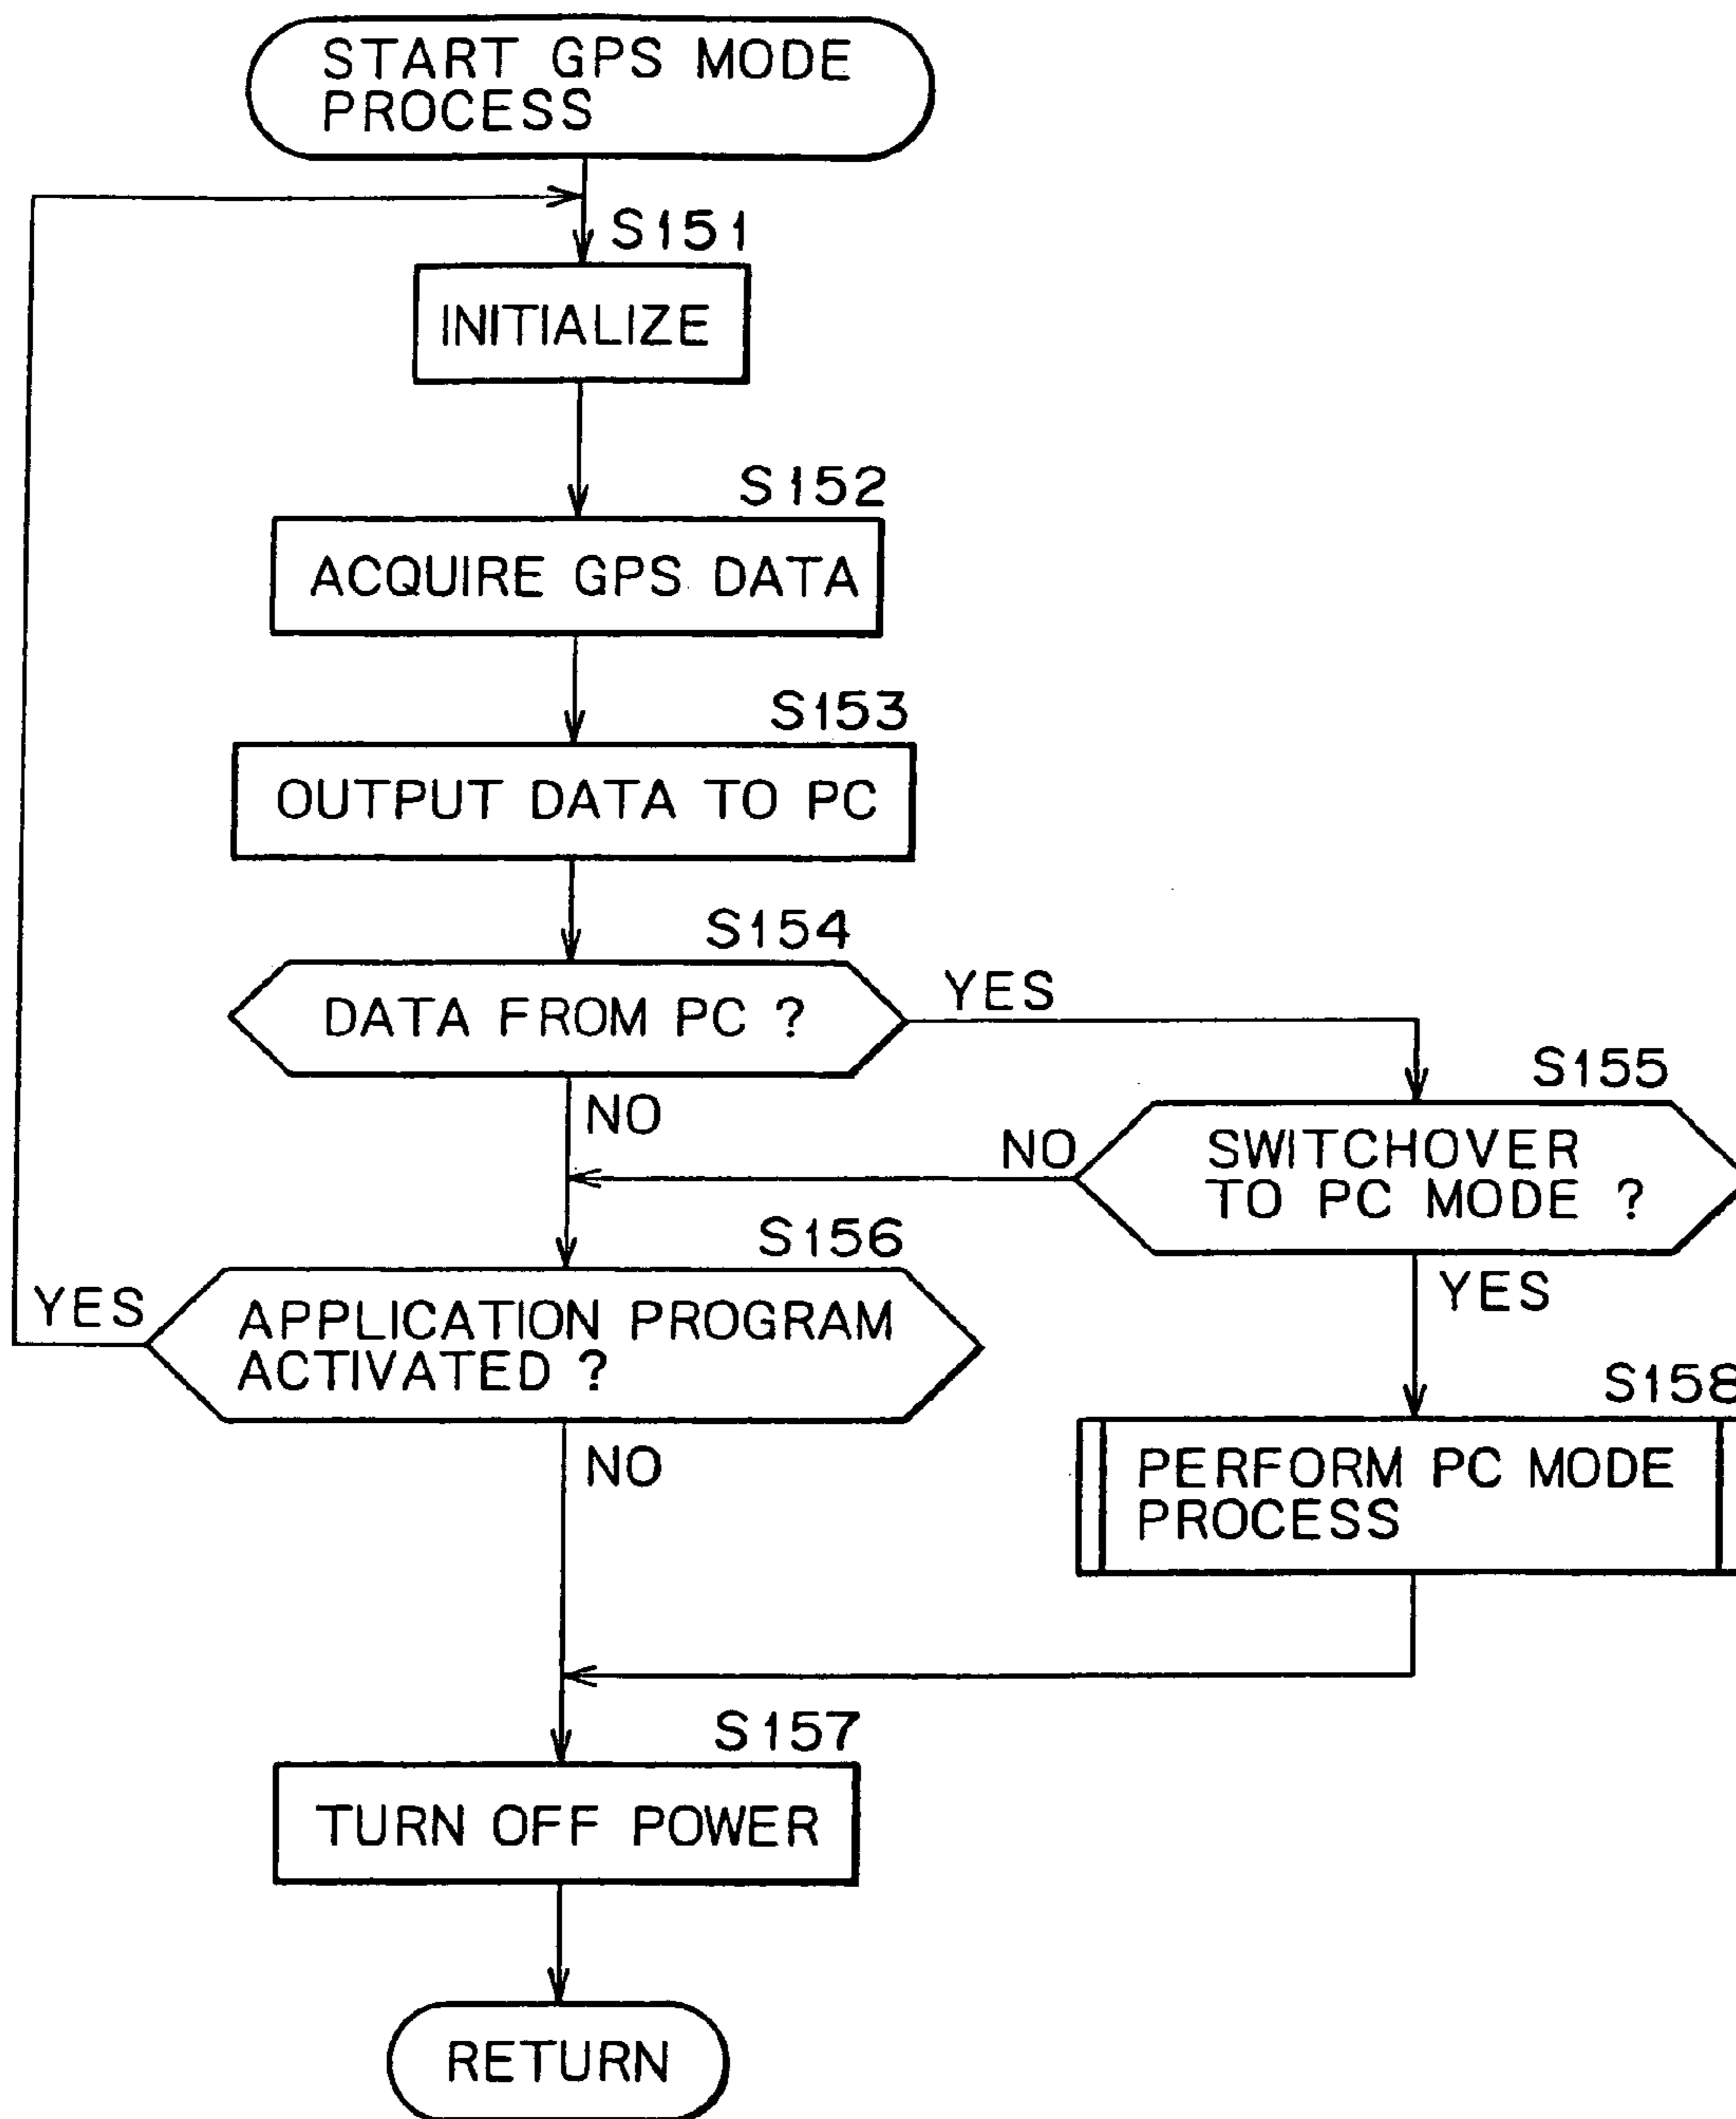 START GPS MODE
PROCESS
S151
INITIALIZE
S152
ACQUIRE GPS DATA
S153
OUTPUT DATA TO PC
S154
DATA FROM PC ?
YES
NO
S155
SWITCHOVER
TO PC MODE ?
NO
YES
S156
APPLICATION PROGRAM
ACTIVATED ?
YES
NO
S158
PERFORM PC MODE
PROCESS
S157
TURN OFF POWER
RETURN